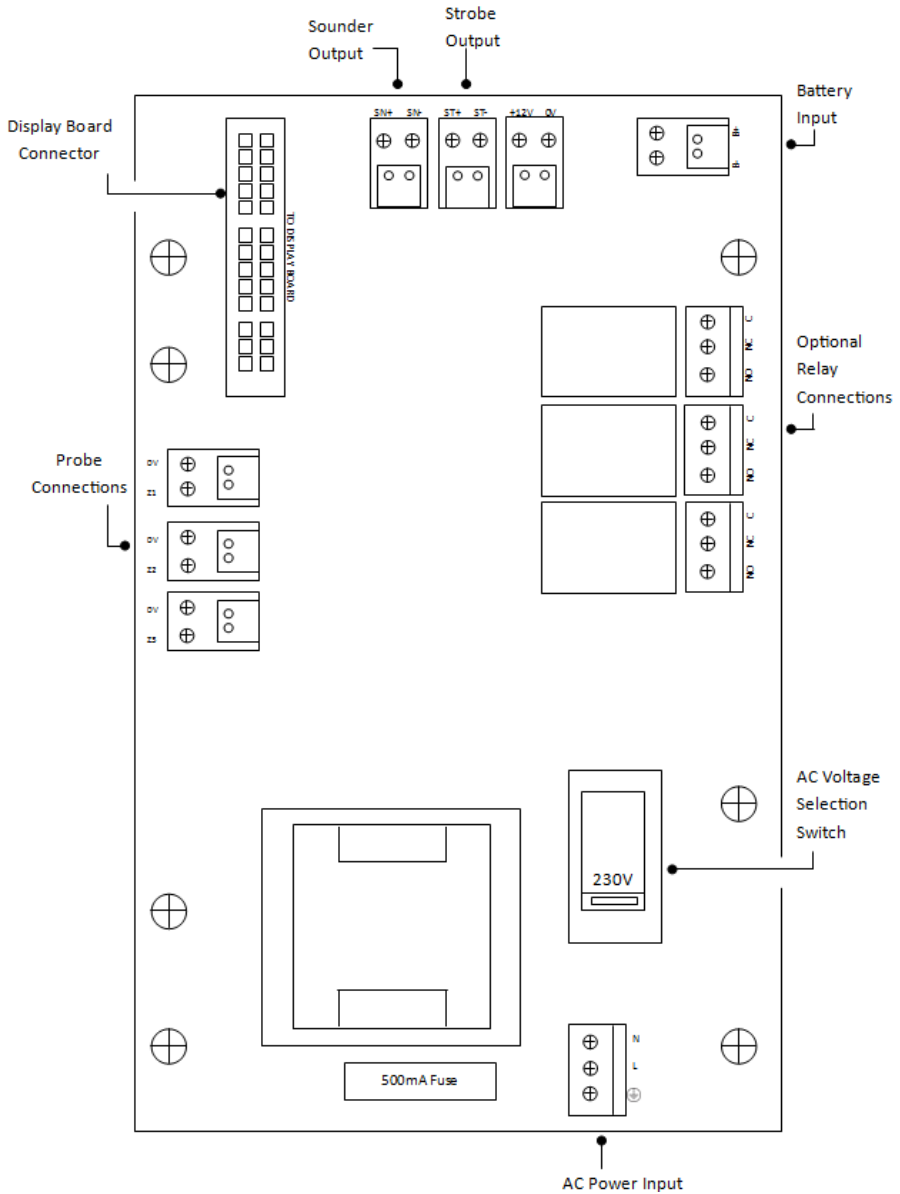 Sounder
Output
Strobe
Output
Battery
Input
Display Board
Connector
SN+ SN-
ST+ ST-
+12V 0V
B+
B-
TO DISPLAY BOARD
C
NC
NO
Optional
Relay
Connections
C
NC
NO
Probe
Connections
0V
Z1
0V
Z2
0V
Z3
C
NC
NO
AC Voltage
Selection
Switch
230V
N
L
500mA Fuse
AC Power Input